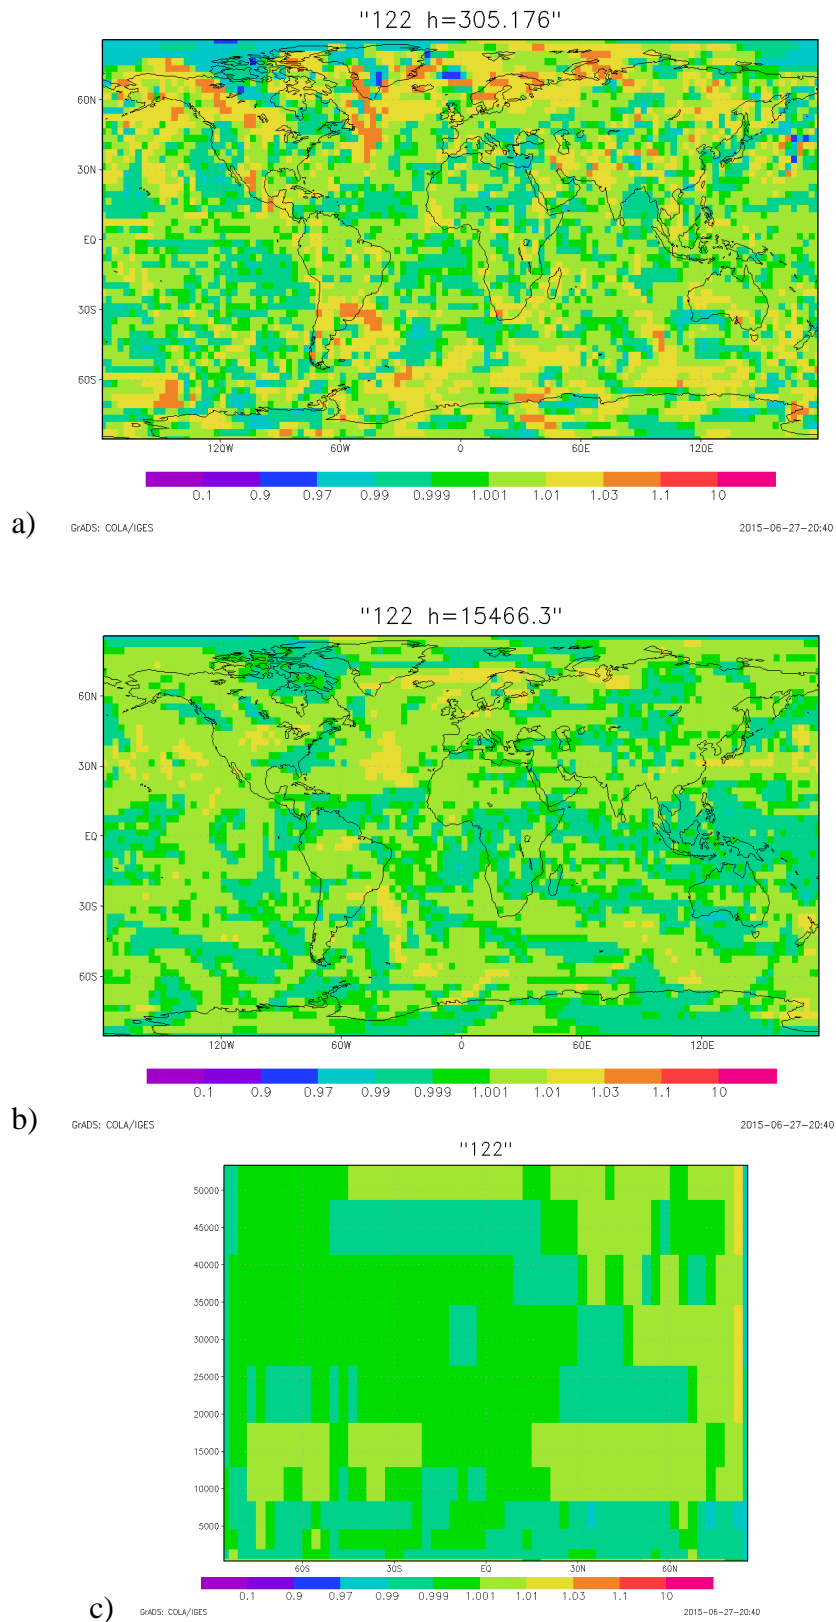 "122 h=305.176"
60N
30N
EQ
30S
60S
120W 60W 0 60E 120E
0.1 0.9 0.97 0.99 0.999 1.001 1.01 1.03 1.1 10
a) GrADS: COLA/IGES 2015-06-27-20:40
"122 h=15466.3"
60N
30N
EQ
30S
60S
120W 60W 0 60E 120E
0.1 0.9 0.97 0.99 0.999 1.001 1.01 1.03 1.1 10
b) GrADS: COLA/IGES 2015-06-27-20:40
"122"
50000
45000
40000
35000
30000
25000
20000
15000
10000
5000
60S 30S EQ 30N 60N
0.1 0.9 0.97 0.99 0.999 1.001 1.01 1.03 1.1 10
c) GrADS: COLA/IGES 2015-06-27-20:40